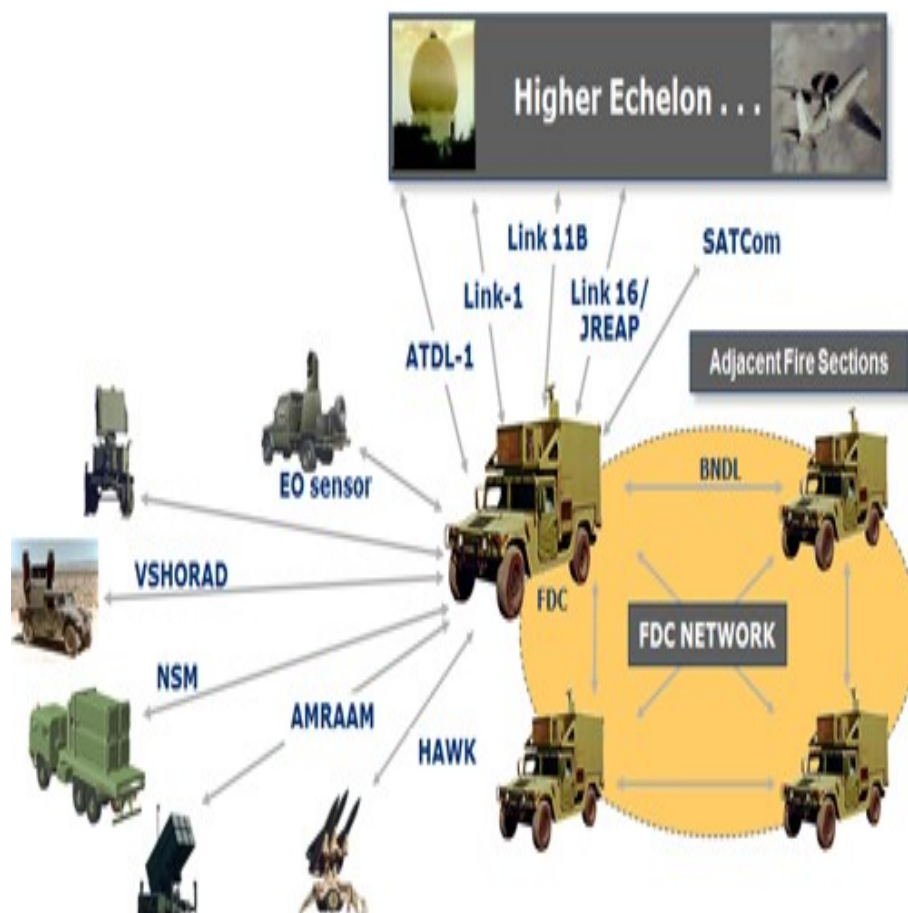 Higher Echelon . . .
Link 11B
SATCom
Link-1
Link 16/
JREAP
ATDL-1
Adjacent Fire Sections
EO sensor
BNDL
VSHORAD
FDC
FDC NETWORK
NSM
AMRAAM
HAWK